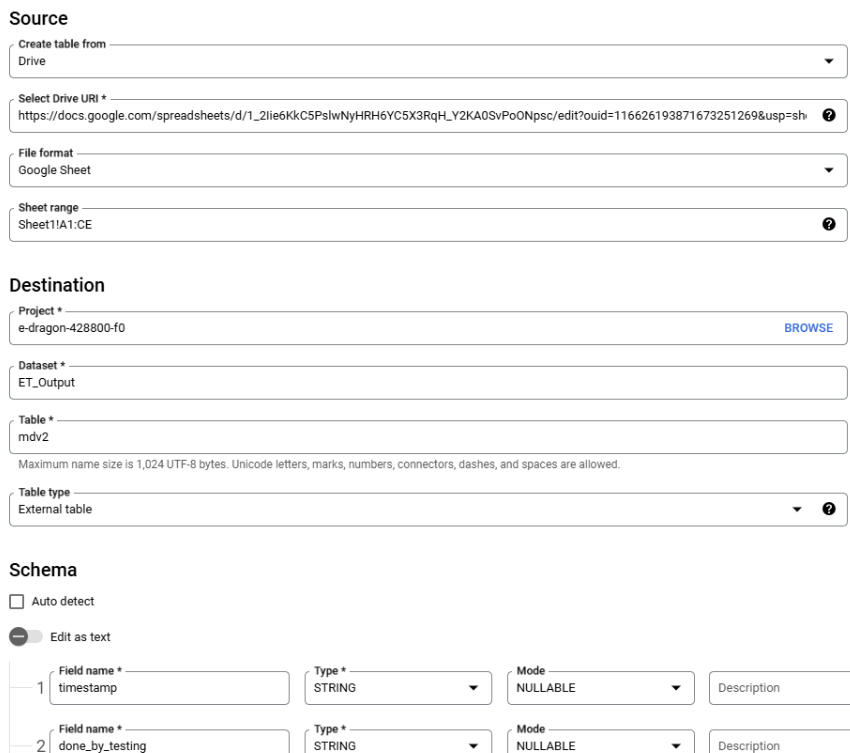 Source
Create table from
Drive
Select Drive URI *
https://docs.google.com/spreadsheets/d/1_2Iie6KkC5PslwNyHRH6YC5X3RqH_Y2KA0SvPoONpsc/edit?ouid=116626193871673251269&usp=sh
File format
Google Sheet
Sheet range
Sheet1!A1:CE
Destination
Project *
e-dragon-428800-f0 BROWSE
Dataset *
ET_Output
Table *
mdv2
Maximum name size is 1,024 UTF-8 bytes. Unicode letters, marks, numbers, connectors, dashes, and spaces are allowed.
Table type
External table
Schema
Auto detect
Edit as text
Field name * Type * Mode
1 timestamp STRING NULLABLE Description
Field name * Type * Mode
2 done_by_testing STRING NULLABLE Description